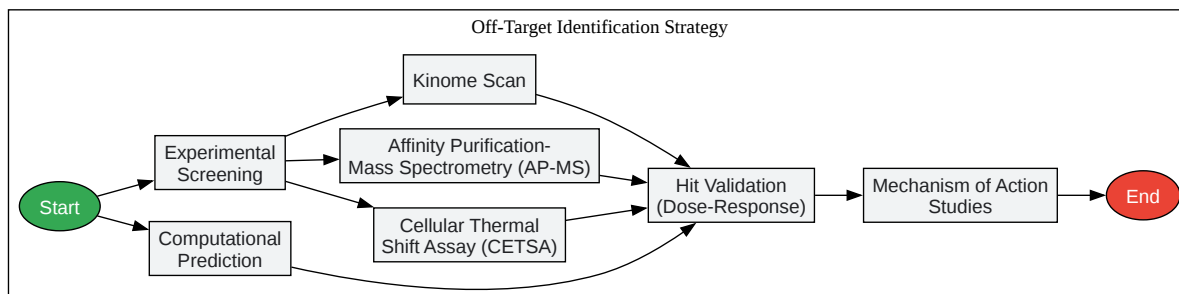 Off-Target Identification Strategy
Kinome Scan
Experimental
Screening
Affinity Purification-
Mass Spectrometry (AP-MS)
Start
Cellular Thermal
Shift Assay (CETSA)
Computational
Prediction
Hit Validation
(Dose-Response)
Mechanism of Action
Studies
End